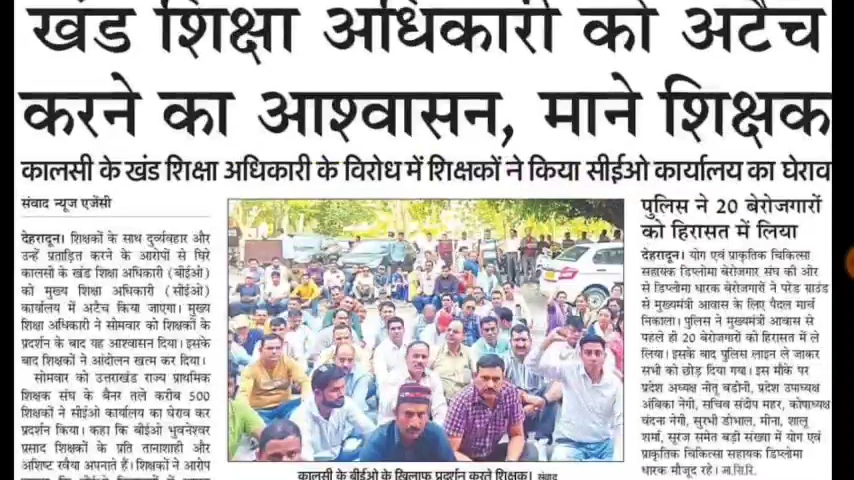 खंड शिक्षा अधिकारी को अटैच
करने का आश्वासन, माने शिक्षक
कालसी के खंड शिक्षा अधिकारी के विरोध में शिक्षकों ने किया सीईओ कार्यालय का घेराव
संवाद न्यूज एजेंसी
देहरादून। शिक्षकों के साथ दुर्व्यवहार और
उन्हें प्रताड़ित करने के आरोपों से घिरे
कालसी के खंड शिक्षा अधिकारी (बीईओ)
को मुख्य शिक्षा अधिकारी (सीईओ)
कार्यालय में अटैच किया जाएगा। मुख्य
शिक्षा अधिकारी ने सोमवार को शिक्षकों के
प्रदर्शन के बाद यह आश्वासन दिया। इसके
बाद शिक्षकों ने आंदोलन खत्म कर दिया।
सोमवार को उत्तराखंड राज्य प्राथमिक
शिक्षक संघ के बैनर तले करीब 500
शिक्षकों ने सीईओ कार्यालय का घेराव कर
प्रदर्शन किया। कहा कि बीईओ भुवनेश्वर
प्रसाद शिक्षकों के प्रति तानाशाही और
अशिष्ट रवैया अपनाते हैं। शिक्षकों ने आरोप
कालसी के बीईओ के खिलाफ प्रदर्शन करते शिक्षक। संवाद
पुलिस ने 20 बेरोजगारों
को हिरासत में लिया
देहरादून। योग एवं प्राकृतिक चिकित्सा
सहायक डिप्लोमा बेरोजगार संघ की ओर
से डिप्लोमा धारक बेरोजगारों ने परेड ग्राउंड
से मुख्यमंत्री आवास के लिए पैदल मार्च
निकाला। पुलिस ने मुख्यमंत्री आवास से
पहले ही 20 बेरोजगारों को हिरासत में ले
लिया। इसके बाद पुलिस लाइन ले जाकर
सभी को छोड़ दिया गया। इस मौके पर
प्रदेश अध्यक्ष नीतू बडोनी, प्रदेश उपाध्यक्ष
अंबिका नेगी, सचिव संदीप महर, कोषाध्यक्ष
वंदना नेगी, सुरभी डोभाल, मीना, शालू
शर्मा, सूरज समेत बड़ी संख्या में योग एवं
प्राकृतिक चिकित्सा सहायक डिप्लोमा
धारक मौजूद रहे। मा.सि.रि.